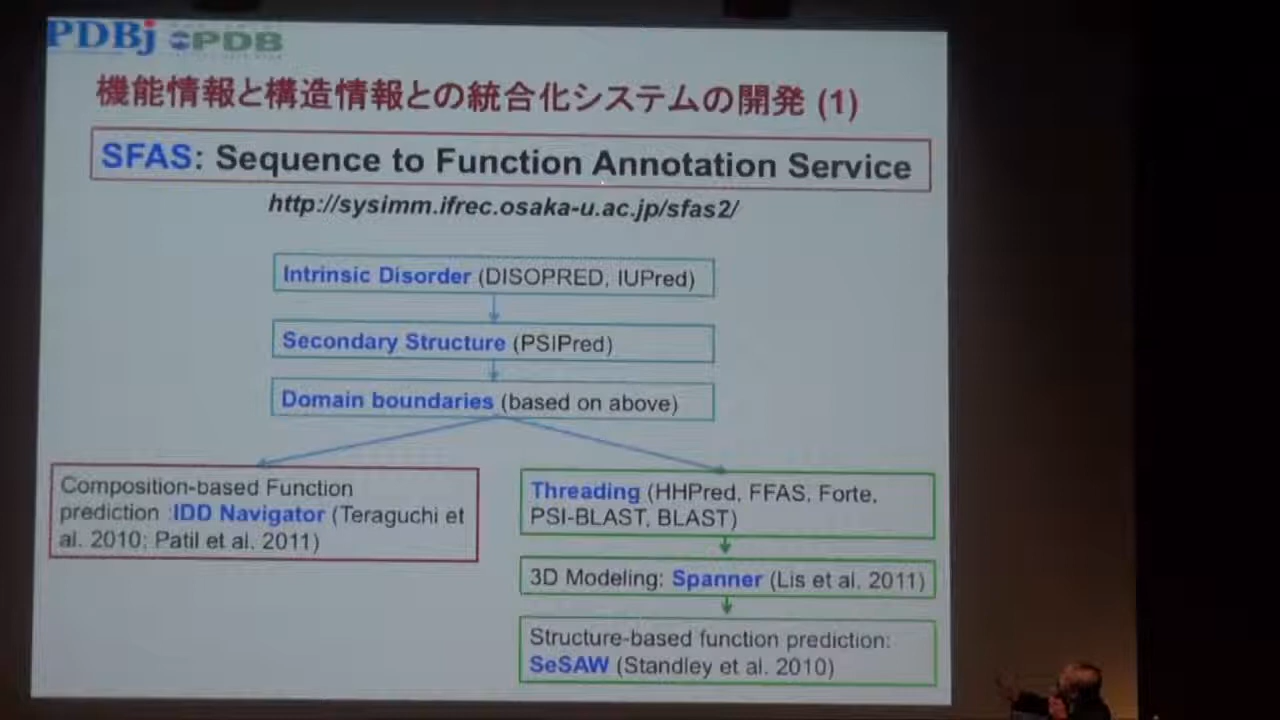 PDBj PDB
機能情報と構造情報との統合化システムの開発 (1)
SFAS: Sequence to Function Annotation Service
http://sysimm.ifrec.osaka-u.ac.jp/sfas2/
Intrinsic Disorder (DISOPRED, IUPred)
Secondary Structure (PSIPred)
Domain boundaries (based on above)
Composition-based Function
prediction :IDD Navigator (Teraguchi et
al. 2010; Patil et al. 2011)
Threading (HHPred, FFAS, Forte,
PSI-BLAST, BLAST)
3D Modeling: Spanner (Lis et al. 2011)
Structure-based function prediction:
SeSAW (Standley et al. 2010)